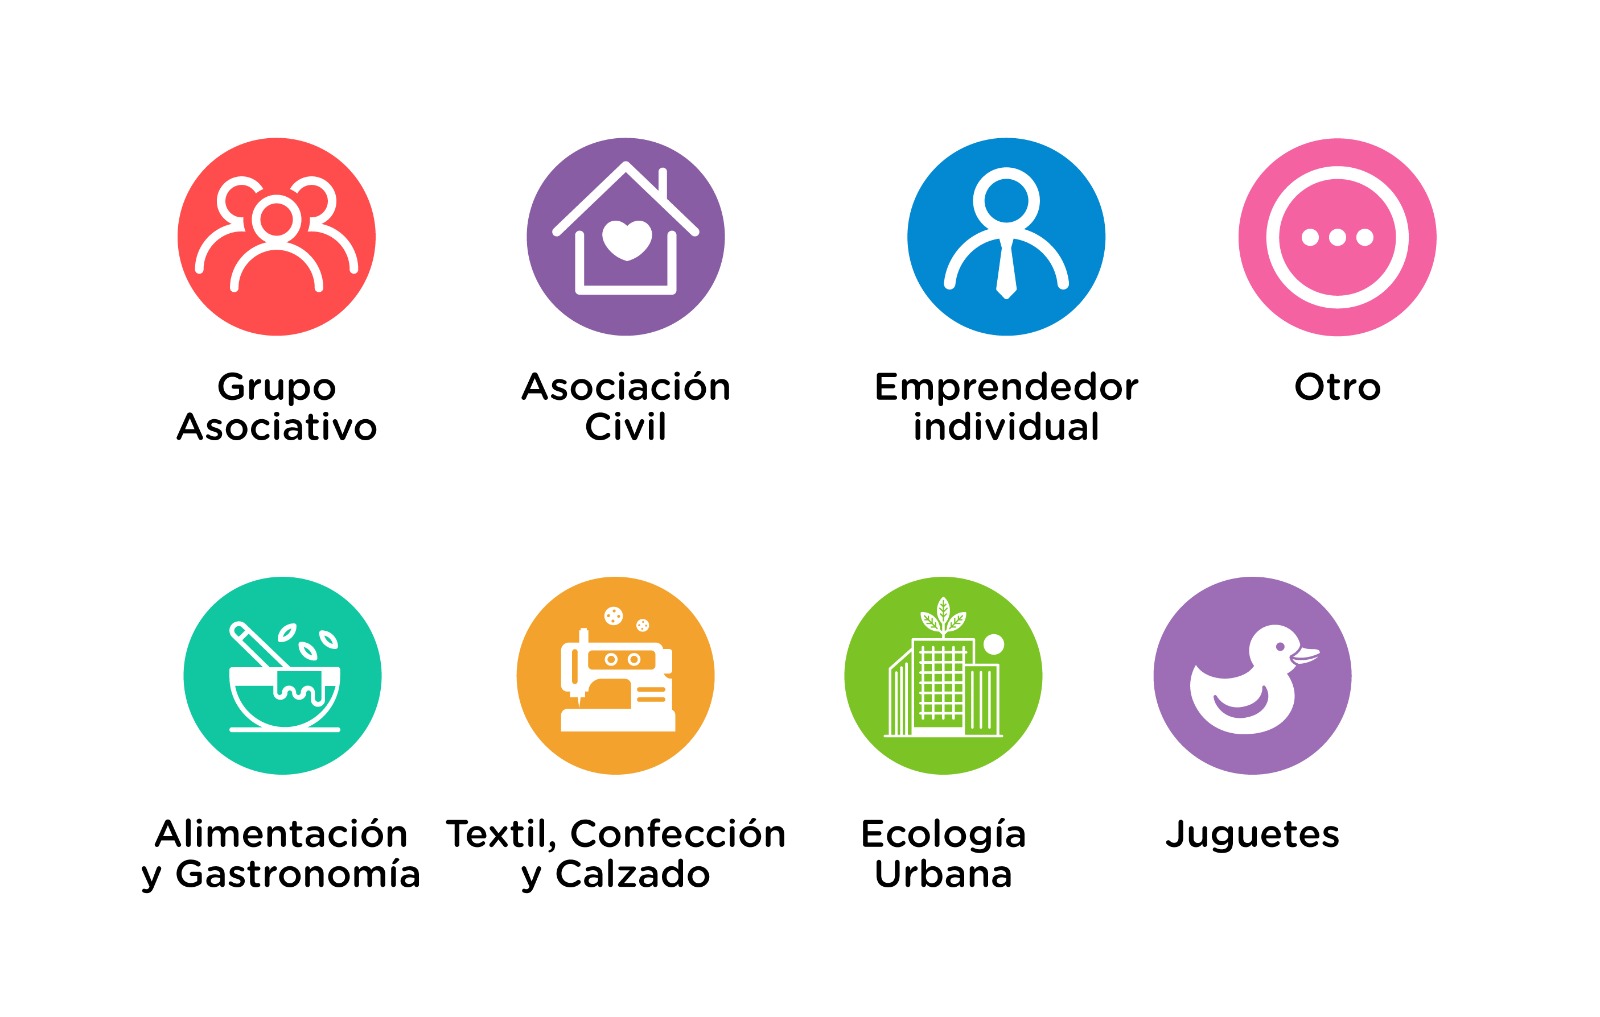 Grupo
Asociativo
Asociación
Civil
Emprendedor
individual
Otro
Alimentación
y Gastronomía
Textil, Confección
y Calzado
Ecología
Urbana
Juguetes